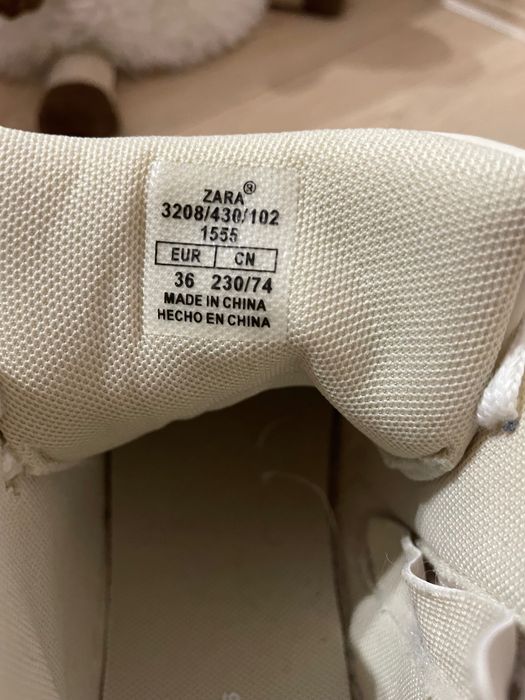 ZARA®
3208/430/102
1555
EUR CN
36 230/74
MADE IN CHINA
HECHO EN CHINA